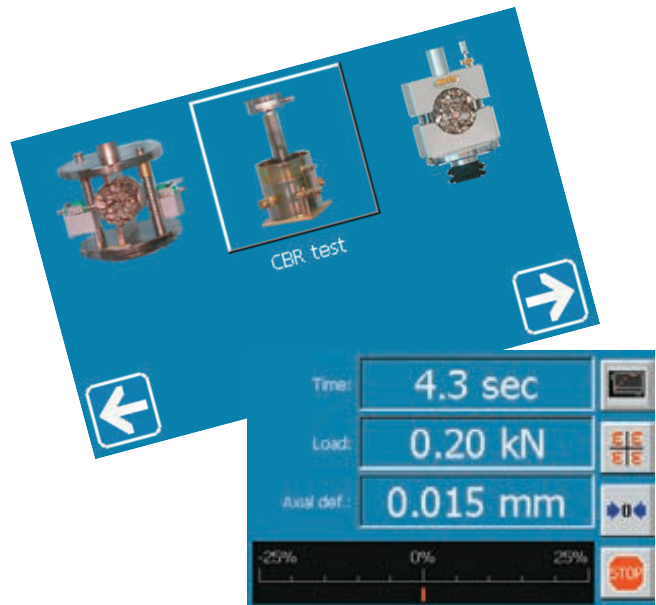 CBR test
Time: 4.3 sec
Load: 0.20 kN
Axial def.: 0.015 mm
-25% 0% 25%
0
STOP